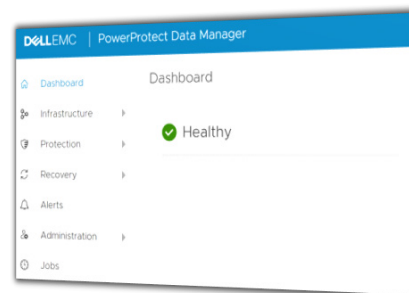 DELLEMC | PowerProtect Data Manager
Dashboard
Dashboard
Healthy
Infrastructure
Protection
Recovery
Alerts
Administration
Jobs